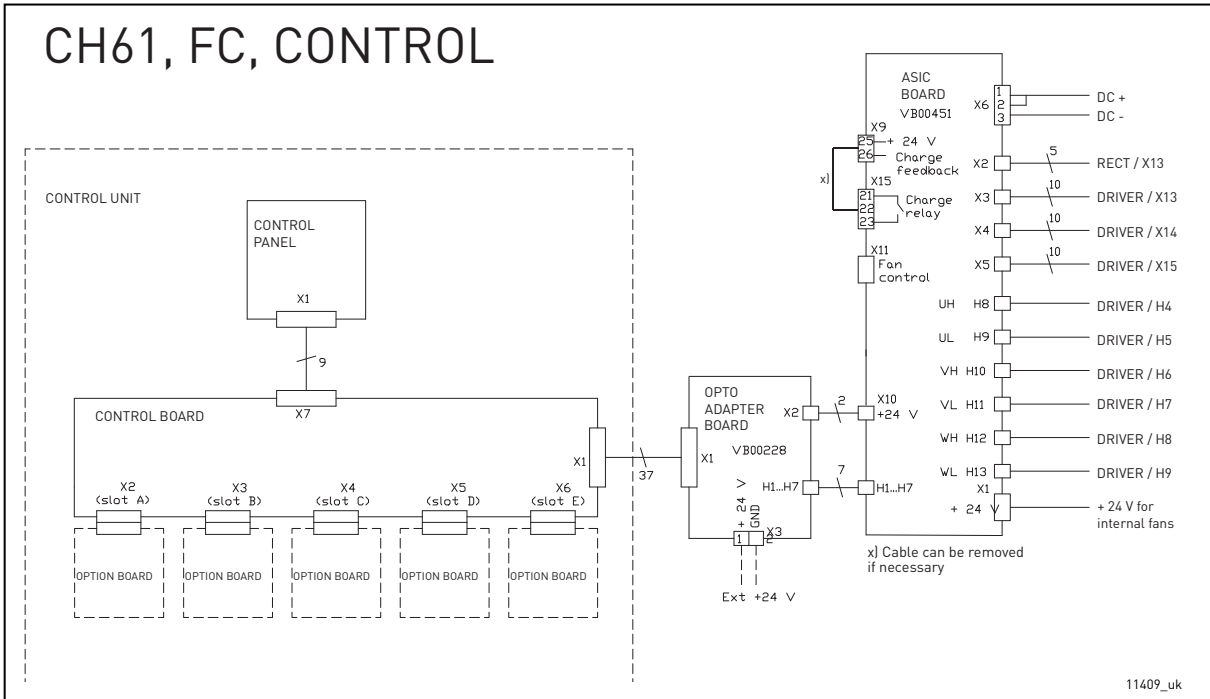 CH61, FC, CONTROL
CONTROL UNIT
CONTROL
PANEL
X1
9
X7
CONTROL BOARD
X1
37
X2
(slot A)
X3
(slot B)
X4
(slot C)
X5
(slot D)
X6
(slot E)
OPTION BOARD
OPTION BOARD
OPTION BOARD
OPTION BOARD
OPTION BOARD
OPTO
ADAPTER
BOARD
VB00228
X1
X2
2
H1...H7
7
+ 24 V
GND
X3
1
2
Ext +24 V
ASIC
BOARD
VB00451
X9
25
+ 24 V
26
Charge
feedback
x)
X15
21
22
23
Charge
relay
X11
Fan
control
X10
+24 V
H1...H7
X6
1
2
3
DC +
DC -
X2
5
RECT / X13
X3
10
DRIVER / X13
X4
10
DRIVER / X14
X5
10
DRIVER / X15
UH H8
DRIVER / H4
UL H9
DRIVER / H5
VH H10
DRIVER / H6
VL H11
DRIVER / H7
WH H12
DRIVER / H8
WL H13
DRIVER / H9
X1
+ 24 V
+ 24 V for
internal fans
x) Cable can be removed
if necessary
11409_uk